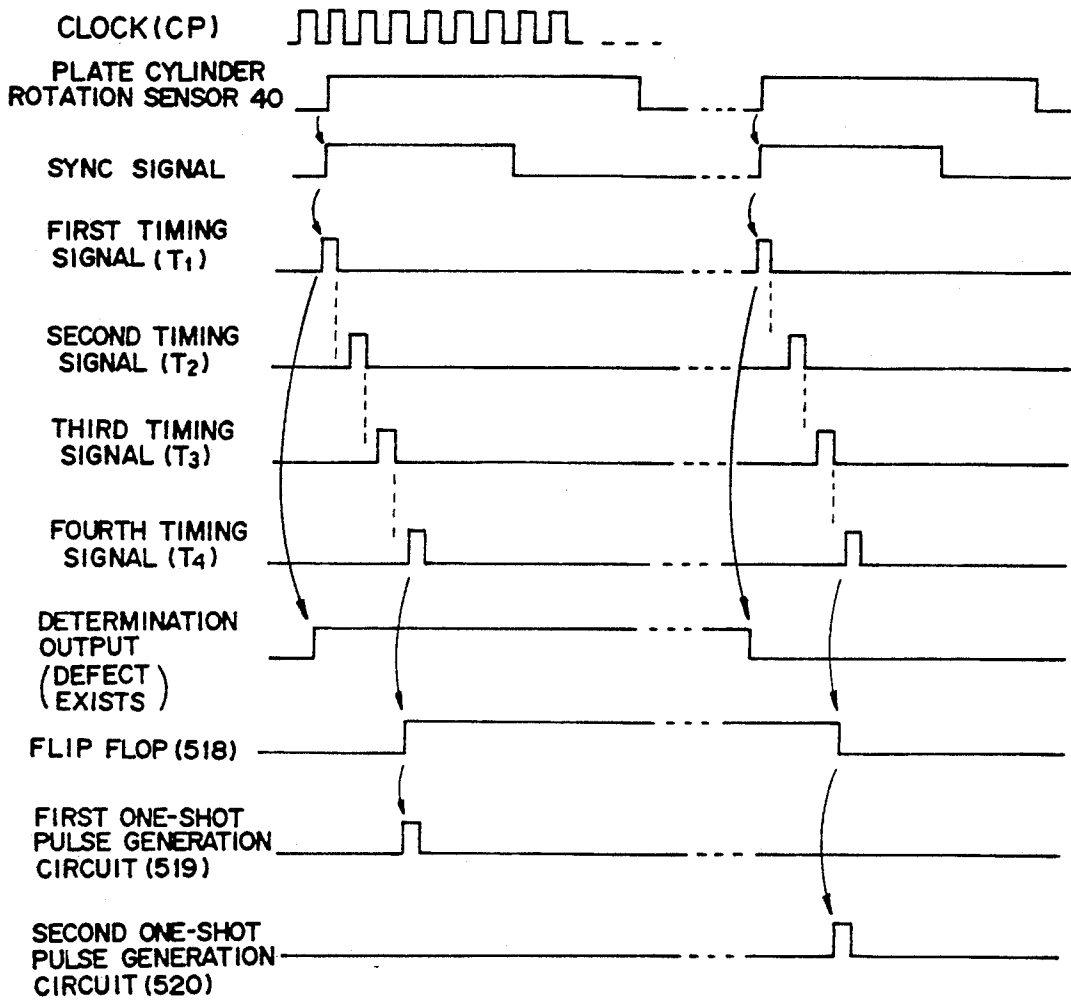 CLOCK(CP)
PLATE CYLINDER
ROTATION SENSOR 40
SYNC SIGNAL
FIRST TIMING
SIGNAL (T1)
SECOND TIMING
SIGNAL (T2)
THIRD TIMING
SIGNAL (T3)
FOURTH TIMING
SIGNAL (T4)
DETERMINATION
OUTPUT
(DEFECT
EXISTS)
FLIP FLOP (518)
FIRST ONE-SHOT
PULSE GENERATION
CIRCUIT (519)
SECOND ONE-SHOT
PULSE GENERATION
CIRCUIT (520)